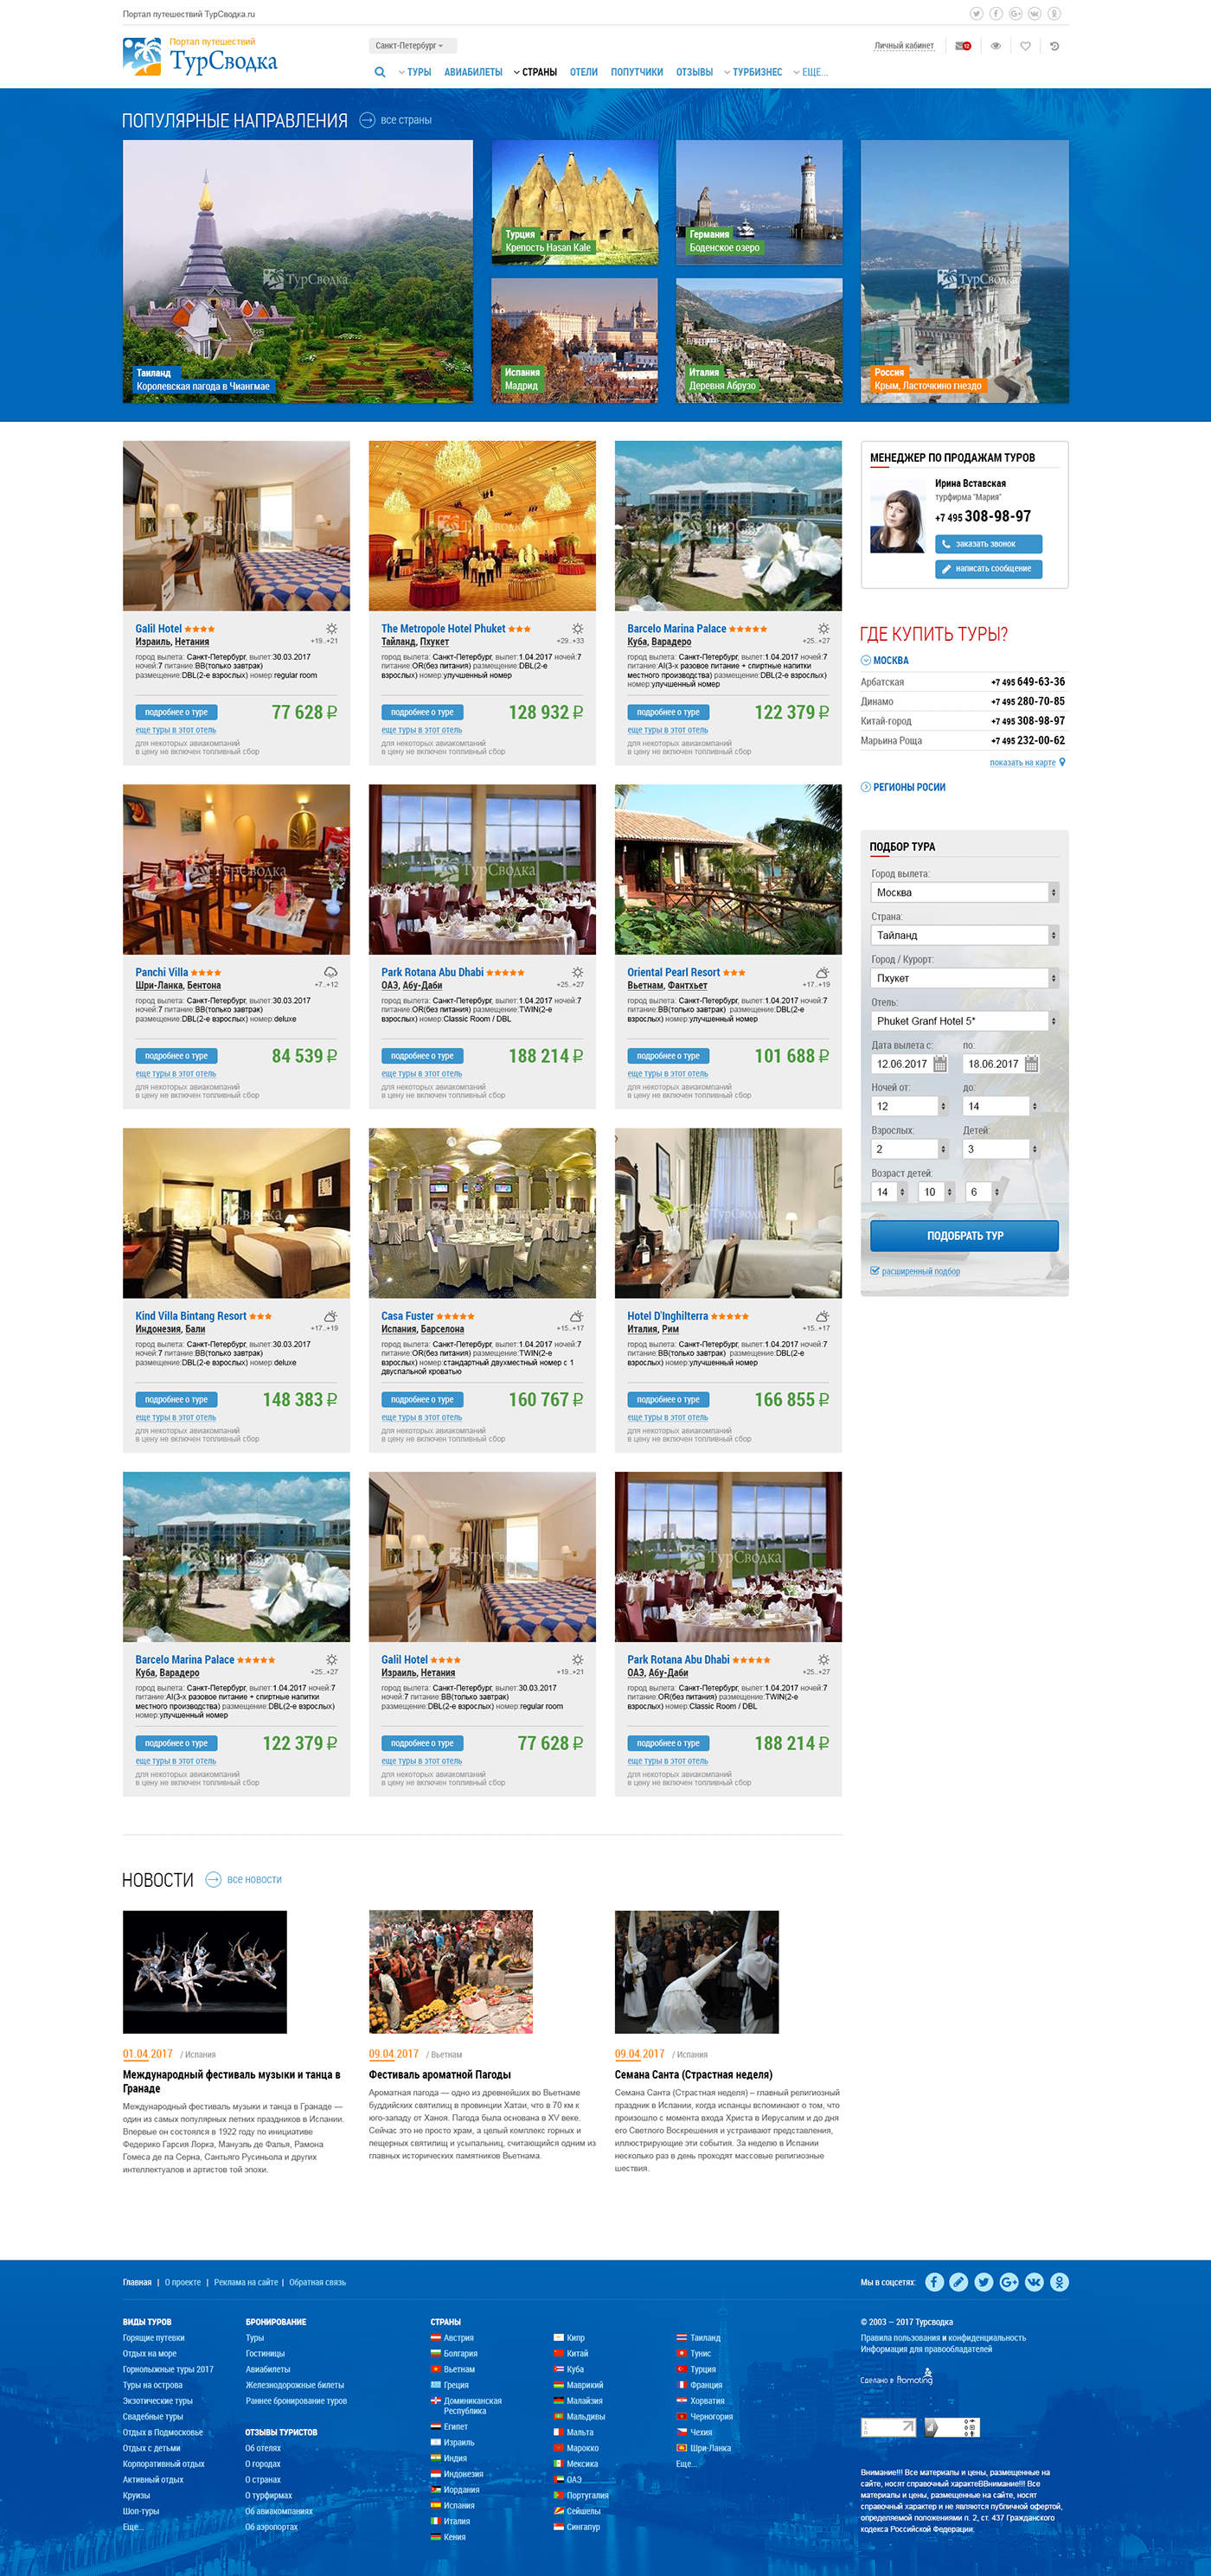 Портал путешествий ТурСводка.ru
Портал путешествий
ТурСводка
Санкт-Петербург
Личный кабинет
12
ТУРЫ АВИАБИЛЕТЫ СТРАНЫ ОТЕЛИ ПОПУТЧИКИ ОТЗЫВЫ ТУРБИЗНЕС ЕЩЕ...
ПОПУЛЯРНЫЕ НАПРАВЛЕНИЯ все страны
ТурСводка
Таиланд
Королевская пагода в Чиангмае
Турция
Крепость Hasan Kale
Германия
Боденское озеро
Испания
Мадрид
Италия
Деревня Абрузо
Россия
Крым, Ласточкино гнездо
Galil Hotel
Израиль, Нетания
+19..+21
город вылета: Санкт-Петербург, вылет:30.03.2017
ночей:7 питание:BB(только завтрак)
размещение:DBL(2-е взрослых) номер:regular room
подробнее о туре 77 628 ₽
еще туры в этот отель
для некоторых авиакомпаний
в цену не включен топливный сбор
The Metropole Hotel Phuket
Тайланд, Пхукет
+29..+33
город вылета: Санкт-Петербург, вылет:1.04.2017 ночей:7
питание:OR(без питания) размещение:DBL(2-е
взрослых) номер:улучшенный номер
подробнее о туре 128 932 ₽
еще туры в этот отель
для некоторых авиакомпаний
в цену не включен топливный сбор
Barcelo Marina Palace
Куба, Варадеро
+25..+27
город вылета: Санкт-Петербург, вылет:1.04.2017 ночей:7
питание:AI(3-х разовое питание + спиртные напитки
местного производства) размещение:DBL(2-е взрослых)
номер:улучшенный номер
подробнее о туре 122 379 ₽
еще туры в этот отель
для некоторых авиакомпаний
в цену не включен топливный сбор
Panchi Villa
Шри-Ланка, Бентона
+7..+12
город вылета: Санкт-Петербург, вылет:30.03.2017
ночей:7 питание:BB(только завтрак)
размещение:DBL(2-е взрослых) номер:deluxe
подробнее о туре 84 539 ₽
еще туры в этот отель
для некоторых авиакомпаний
в цену не включен топливный сбор
Park Rotana Abu Dhabi
ОАЭ, Абу-Даби
+25..+27
город вылета: Санкт-Петербург, вылет:1.04.2017 ночей:7
питание:OR(без питания) размещение:TWIN(2-е
взрослых) номер:Classic Room / DBL
подробнее о туре 188 214 ₽
еще туры в этот отель
для некоторых авиакомпаний
в цену не включен топливный сбор
Oriental Pearl Resort
Вьетнам, Фантхьет
+17..+19
город вылета: Санкт-Петербург, вылет:1.04.2017 ночей:7
питание:BB(только завтрак) размещение:DBL(2-е
взрослых) номер:улучшенный номер
подробнее о туре 101 688 ₽
еще туры в этот отель
для некоторых авиакомпаний
в цену не включен топливный сбор
Kind Villa Bintang Resort
Индонезия, Бали
+17..+19
город вылета: Санкт-Петербург, вылет:30.03.2017
ночей:7 питание:BB(только завтрак)
размещение:DBL(2-е взрослых) номер:deluxe
подробнее о туре 148 383 ₽
еще туры в этот отель
для некоторых авиакомпаний
в цену не включен топливный сбор
Casa Fuster
Испания, Барселона
+15..+17
город вылета: Санкт-Петербург, вылет:1.04.2017 ночей:7
питание:OR(без питания) размещение:TWIN(2-е
взрослых) номер:стандартный двухместный номер с 1
двуспальной кроватью
подробнее о туре 160 767 ₽
еще туры в этот отель
для некоторых авиакомпаний
в цену не включен топливный сбор
Hotel D'Inghilterra
Италия, Рим
+15..+17
город вылета: Санкт-Петербург, вылет:1.04.2017 ночей:7
питание:BB(только завтрак) размещение:DBL(2-е
взрослых) номер:улучшенный номер
подробнее о туре 166 855 ₽
еще туры в этот отель
для некоторых авиакомпаний
в цену не включен топливный сбор
Barcelo Marina Palace
Куба, Варадеро
+25..+27
город вылета: Санкт-Петербург, вылет:1.04.2017 ночей:7
питание:AI(3-х разовое питание + спиртные напитки
местного производства) размещение:DBL(2-е взрослых)
номер:улучшенный номер
подробнее о туре 122 379 ₽
еще туры в этот отель
для некоторых авиакомпаний
в цену не включен топливный сбор
Galil Hotel
Израиль, Нетания
+19..+21
город вылета: Санкт-Петербург, вылет:30.03.2017
ночей:7 питание:BB(только завтрак)
размещение:DBL(2-е взрослых) номер:regular room
подробнее о туре 77 628 ₽
еще туры в этот отель
для некоторых авиакомпаний
в цену не включен топливный сбор
Park Rotana Abu Dhabi
ОАЭ, Абу-Даби
+25..+27
город вылета: Санкт-Петербург, вылет:1.04.2017 ночей:7
питание:OR(без питания) размещение:TWIN(2-е
взрослых) номер:Classic Room / DBL
подробнее о туре 188 214 ₽
еще туры в этот отель
для некоторых авиакомпаний
в цену не включен топливный сбор
МЕНЕДЖЕР ПО ПРОДАЖАМ ТУРОВ
Ирина Вставская
турфирма "Мария"
+7 495 308-98-97
заказать звонок
написать сообщение
ГДЕ КУПИТЬ ТУРЫ?
МОСКВА
Арбатская +7 495 649-63-36
Динамо +7 495 280-70-85
Китай-город +7 495 308-98-97
Марьина Роща +7 495 232-00-62
показать на карте
РЕГИОНЫ РОСИИ
ПОДБОР ТУРА
Город вылета:
Москва
Страна:
Тайланд
Город / Курорт:
Пхукет
Отель:
Phuket Granf Hotel 5*
Дата вылета с: по:
12.06.2017 18.06.2017
Ночей от: до:
12 14
Взрослых: Детей:
2 3
Возраст детей:
14 10 6
ПОДОБРАТЬ ТУР
расширенный подбор
НОВОСТИ все новости
01.04.2017 / Испания
Международный фестиваль музыки и танца в
Гранаде
Международный фестиваль музыки и танца в Гранаде —
один из самых популярных летних праздников в Испании.
Впервые он состоялся в 1922 году по инициативе
Федерико Гарсия Лорка, Мануэль де Фалья, Рамона
Гомеса де ла Серна, Сантьяго Русиньола и других
интеллектуалов и артистов той эпохи.
09.04.2017 / Вьетнам
Фестиваль ароматной Пагоды
Ароматная пагода — одно из древнейших во Вьетнаме
буддийских святилищ в провинции Хатаи, что в 70 км к
юго-западу от Ханоя. Пагода была основана в XV веке.
Сейчас это не просто храм, а целый комплекс горных и
пещерных святилищ и усыпальниц, считающийся одним из
главных исторических памятников Вьетнама.
09.04.2017 / Испания
Семана Санта (Страстная неделя)
Семана Санта (Страстная неделя) – главный религиозный
праздник в Испании, когда испанцы вспоминают о том, что
произошло с момента входа Христа в Иерусалим и до дня
его Светлого Воскрешения и устраивают представления,
иллюстрирующие эти события. За неделю в Испании
несколько раз в день проходят массовые религиозные
шествия.
Главная | О проекте | Реклама на сайте | Обратная связь
Мы в соцсетях:
ВИДЫ ТУРОВ
Горящие путевки
Отдых на море
Горнолыжные туры 2017
Туры на острова
Экзотические туры
Свадебные туры
Отдых в Подмосковье
Отдых с детьми
Корпоративный отдых
Активный отдых
Круизы
Шоп-туры
Еще...
БРОНИРОВАНИЕ
Туры
Гостиницы
Авиабилеты
Железнодорожные билеты
Раннее бронирование туров
ОТЗЫВЫ ТУРИСТОВ
Об отелях
О городах
О странах
О турфирмах
Об авиакомпаниях
Об аэропортах
СТРАНЫ
Австрия
Болгария
Вьетнам
Греция
Доминиканская
Республика
Египет
Израиль
Индия
Индонезия
Иордания
Испания
Италия
Кения
Кипр
Китай
Куба
Маврикий
Малайзия
Мальдивы
Мальта
Марокко
Мексика
ОАЭ
Португалия
Сейшелы
Сингапур
Таиланд
Тунис
Турция
Франция
Хорватия
Черногория
Чехия
Шри-Ланка
Еще...
© 2003 — 2017 Турсводка
Правила пользования и конфиденциальность
Информация для правообладателей
Сделано в Promoting
Внимание!!! Все материалы и цены, размещенные на
сайте, носят справочный характеВВнимание!!! Все
материалы и цены, размещенные на сайте, носят
справочный характер и не являются публичной офертой,
определяемой положениями п. 2, ст. 437 Гражданского
кодекса Российской Федерации.